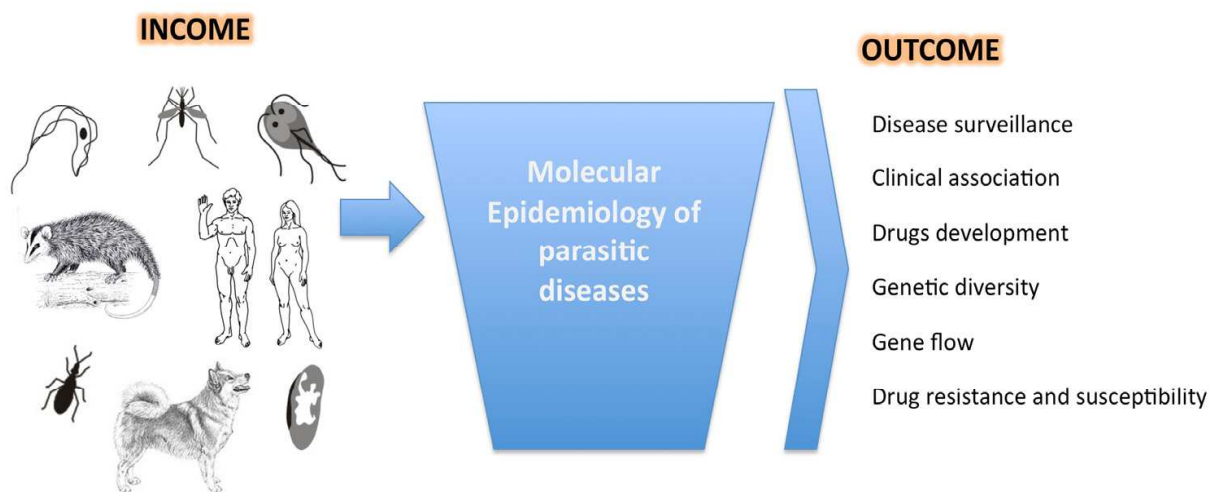 INCOME
OUTCOME
Molecular
Epidemiology of
parasitic
diseases
Disease surveillance
Clinical association
Drugs development
Genetic diversity
Gene flow
Drug resistance and susceptibility